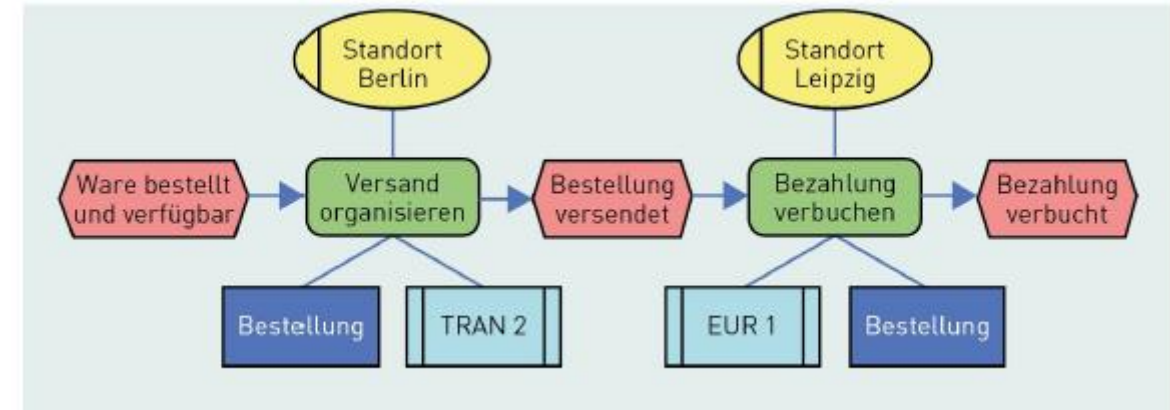 Standort
Berlin
Standort
Leipzig
Ware bestellt
und verfügbar
Versand
organisieren
Bestellung
versendet
Bezahlung
verbuchen
Bezahlung
verbucht
Bestellung
TRAN 2
EUR 1
Bestellung